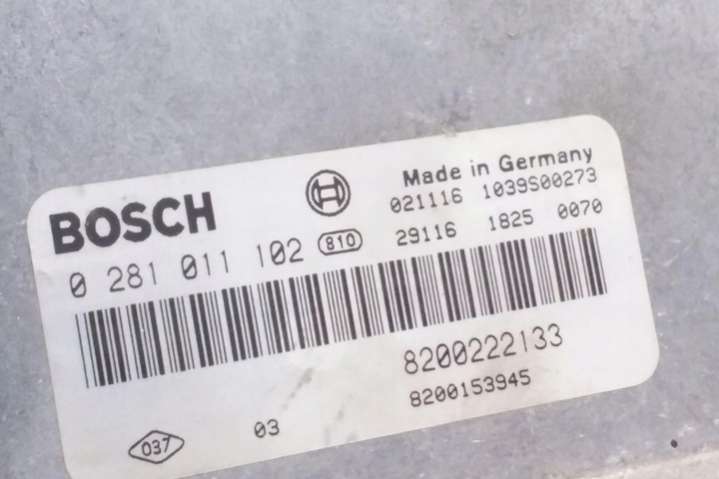 BOSCH
Made in Germany
021116 1039S00273
0 281 011 102 810 29116 1825 0070
8200222133
8200153945
037 03